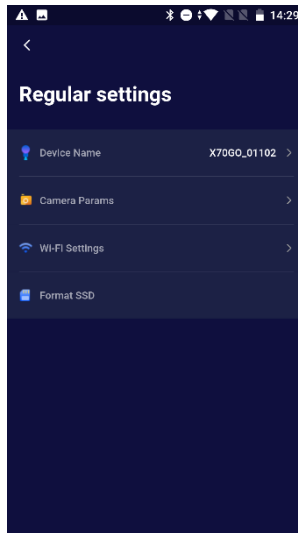 14:29
Regular settings
Device Name X70GO_01102
Camera Params
Wi-Fi Settings
Format SSD